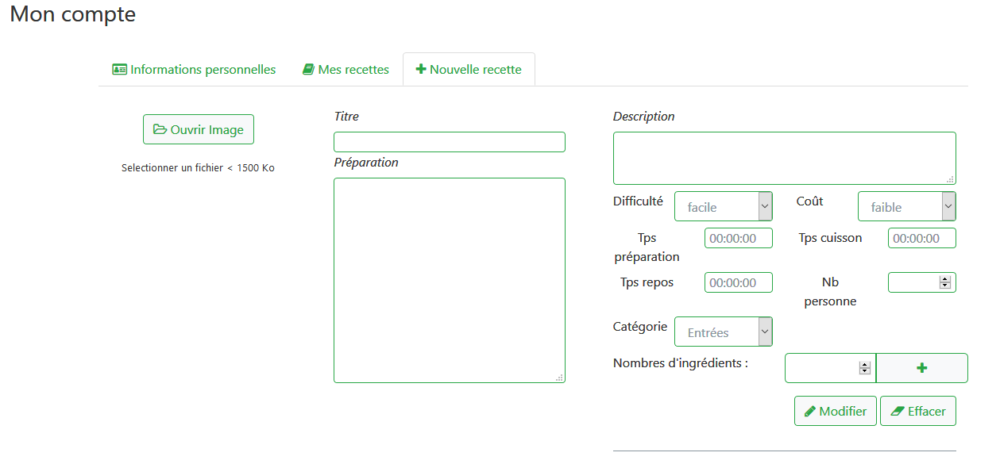 Mon compte
Informations personnelles
Mes recettes
Nouvelle recette
Ouvrir Image
Selectionner un fichier < 1500 Ko
Titre
Préparation
Description
Difficulté
facile
Coût
faible
Tps
préparation
00:00:00
Tps cuisson
00:00:00
Tps repos
00:00:00
Nb
personne
Catégorie
Entrées
Nombres d'ingrédients :
Modifier
Effacer